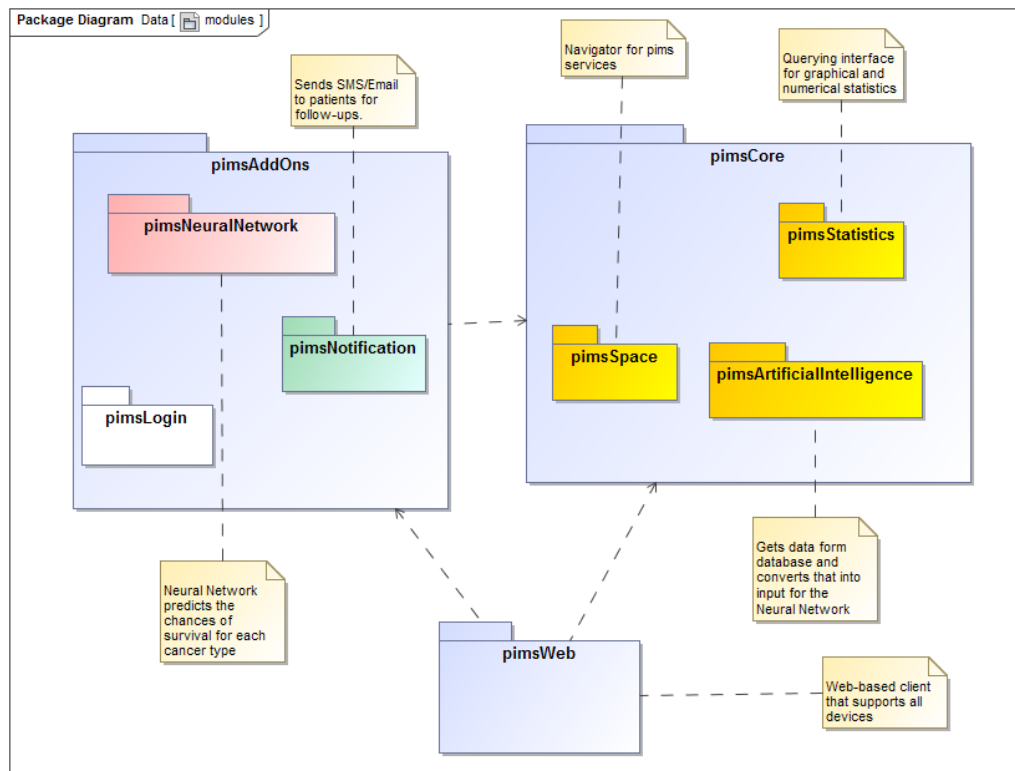 Package Diagram Data [ modules ]
Sends SMS/Email
to patients for
follow-ups.
Navigator for pims
services
Querying interface
for graphical and
numerical statistics
pimsAddOns
pimsCore
pimsNeuralNetwork
pimsStatistics
pimsNotification
pimsSpace
pimsArtificialIntelligence
pimsLogin
Neural Network
predicts the
chances of
survival for each
cancer type
Gets data form
database and
converts that into
input for the
Neural Network
pimsWeb
Web-based client
that supports all
devices